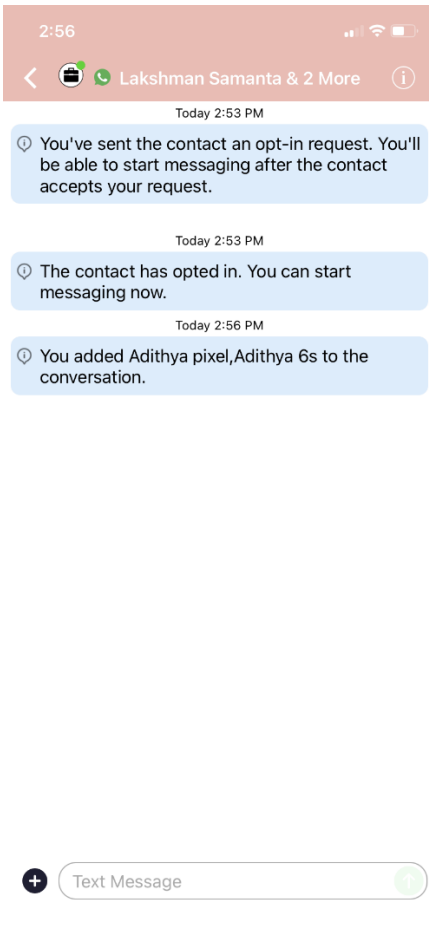 2:56
Lakshman Samanta & 2 More
Today 2:53 PM
You've sent the contact an opt-in request. You'll
be able to start messaging after the contact
accepts your request.
Today 2:53 PM
The contact has opted in. You can start
messaging now.
Today 2:56 PM
You added Adithya pixel,Adithya 6s to the
conversation.
Text Message